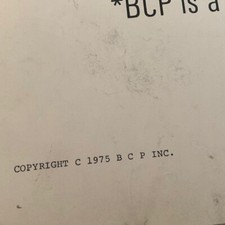 *BCP is a
COPYRIGHT C 1975 B C P INC.